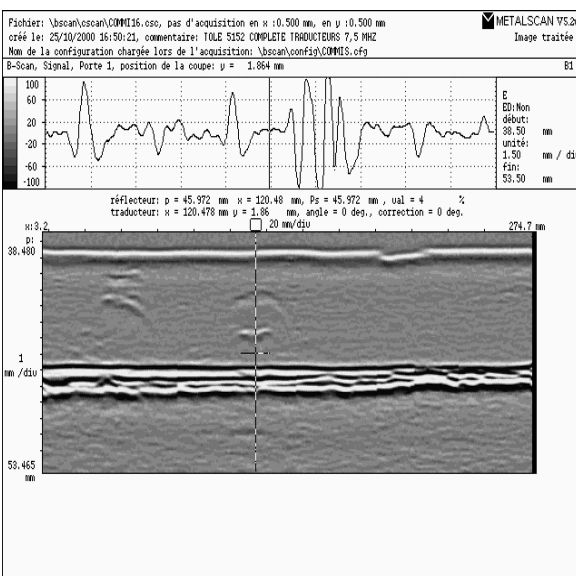 Fichier: \bscan\cscan\COMMI16.csc, pas d'acquisition en x :0.500 mm, en y :0.500 mm
METALSCAN V5.20
créé le: 25/10/2000 16:50:21, commentaire: TOLE 5152 COMPLETE TRADUCTEURS 7,5 MHZ
Image traitée
Nom de la configuration chargée lors de l'acquisition: \bscan\config\COMMIS.cfg
B-Scan, Signal, Porte 1, position de la coupe: y = 1.864 mm
B1
100
60
20
-20
-60
-100
E
ED:Non
début:
38.50 mm
unité:
1.50 mm / di
fin:
53.50 mm
réflecteur: p = 45.972 mm x = 120.48 mm, Ps = 45.972 mm , val = 4 %
traducteur: x = 120.478 mm y = 1.86 mm, angle = 0 deg., correction = 0 deg.
x:3.2
20 mm/div
274.7 mm
p:
38.480
1
mm /div
53.465
mm